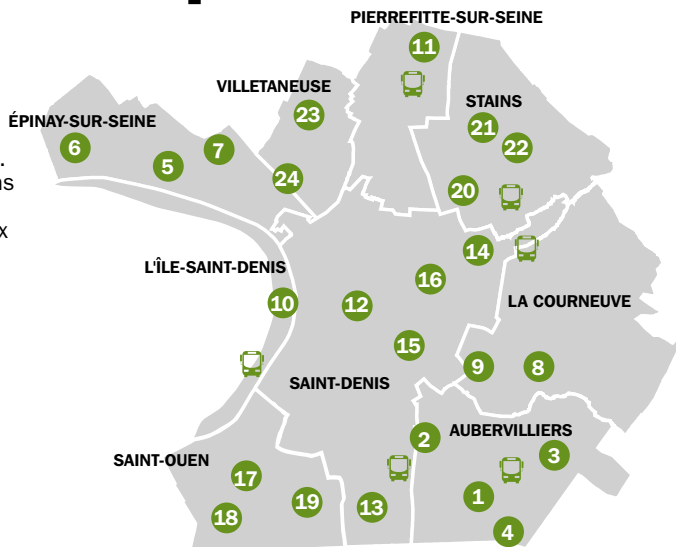 PIERREFITTE-SUR-SEINE
11
VILLETANEUSE
STAINS
23
ÉPINAY-SUR-SEINE
21
6
7
22
5
.
ns
24
20
x
14
L'ÎLE-SAINT-DENIS
16
10
12
LA COURNEUVE
15
9
8
SAINT-DENIS
2
AUBERVILLIERS
3
SAINT-OUEN
17
1
19
13
18
4